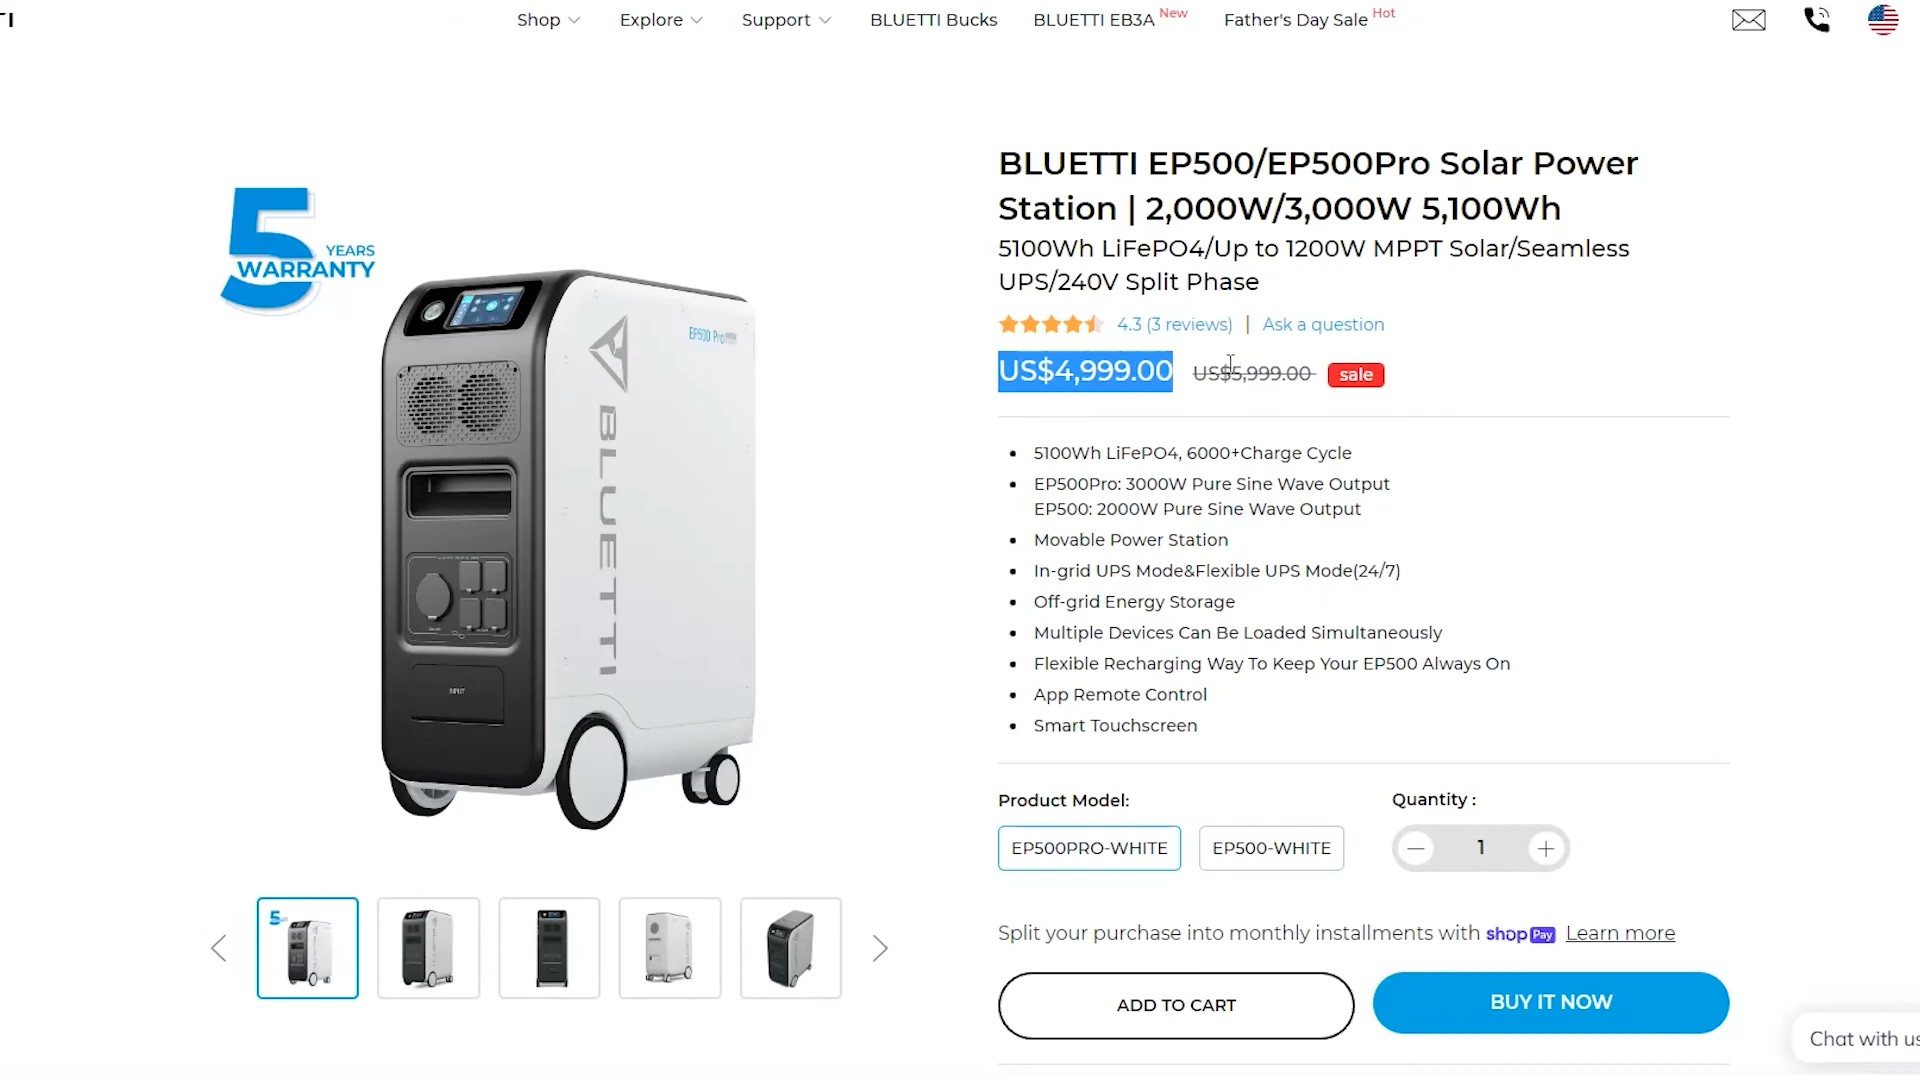 Shop
Explore
Support
BLUETTI Bucks
BLUETTI EB3A New
Father's Day Sale Hot
5 YEARS
WARRANTY
EP500 Pro
BLUETTI
INPUT
BLUETTI EP500/EP500Pro Solar Power
Station | 2,000W/3,000W 5,100Wh
5100Wh LiFePO4/Up to 1200W MPPT Solar/Seamless
UPS/240V Split Phase
4.3 (3 reviews) | Ask a question
US$4,999.00 US$5,999.00 sale
5100Wh LiFePO4, 6000+Charge Cycle
EP500Pro: 3000W Pure Sine Wave Output
EP500: 2000W Pure Sine Wave Output
Movable Power Station
In-grid UPS Mode&Flexible UPS Mode(24/7)
Off-grid Energy Storage
Multiple Devices Can Be Loaded Simultaneously
Flexible Recharging Way To Keep Your EP500 Always On
App Remote Control
Smart Touchscreen
Product Model:
Quantity :
EP500PRO-WHITE
EP500-WHITE
1
Split your purchase into monthly installments with shop Pay Learn more
ADD TO CART
BUY IT NOW
Chat with us